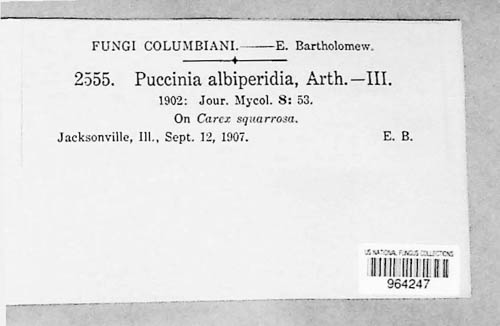 FUNGI COLUMBIANI.——E. Bartholomew.
2555. Puccinia albiperidia, Arth.—III.
1902: Jour. Mycol. 8: 53.
On Carex squarrosa.
Jacksonville, Ill., Sept. 12, 1907. E. B.
US NATIONAL FUNGUS COLLECTIONS
964247